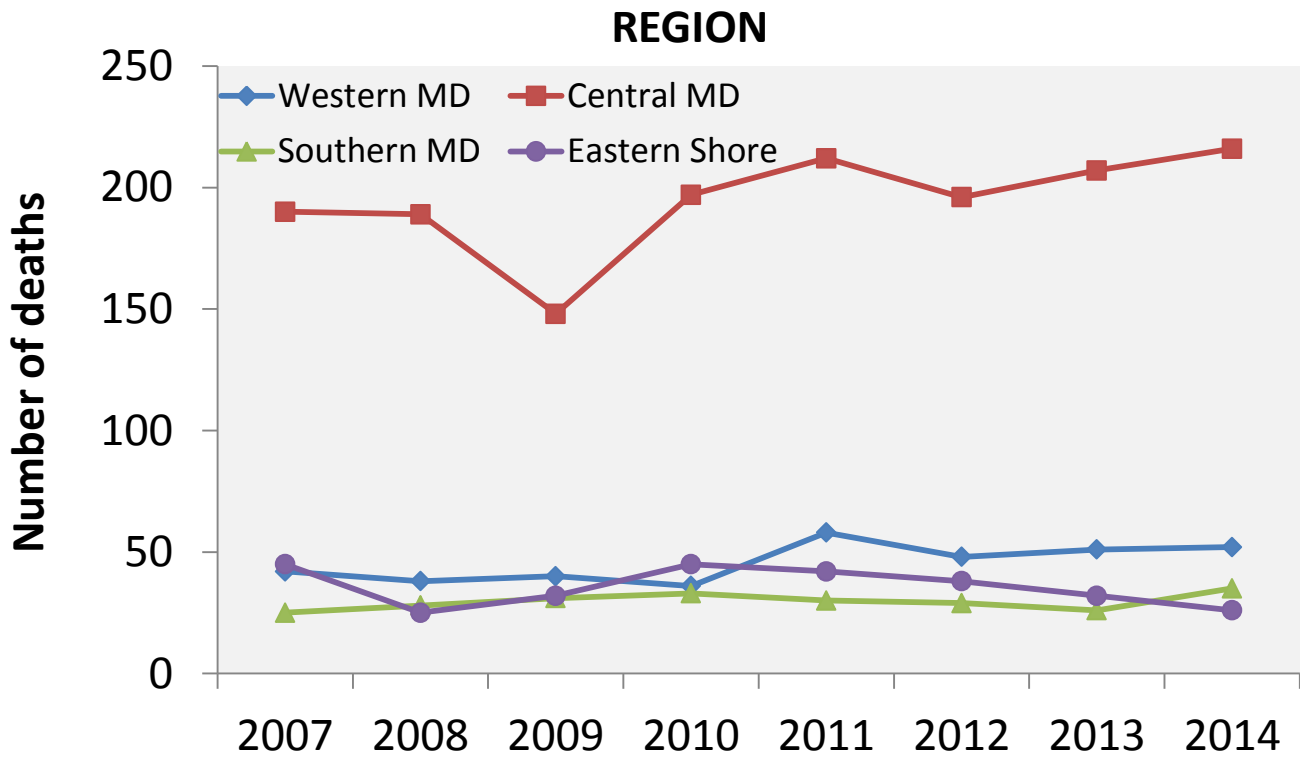 REGION
250
Western MD Central MD
Southern MD Eastern Shore
200
150
100
50
0
Number of deaths
2007 2008 2009 2010 2011 2012 2013 2014